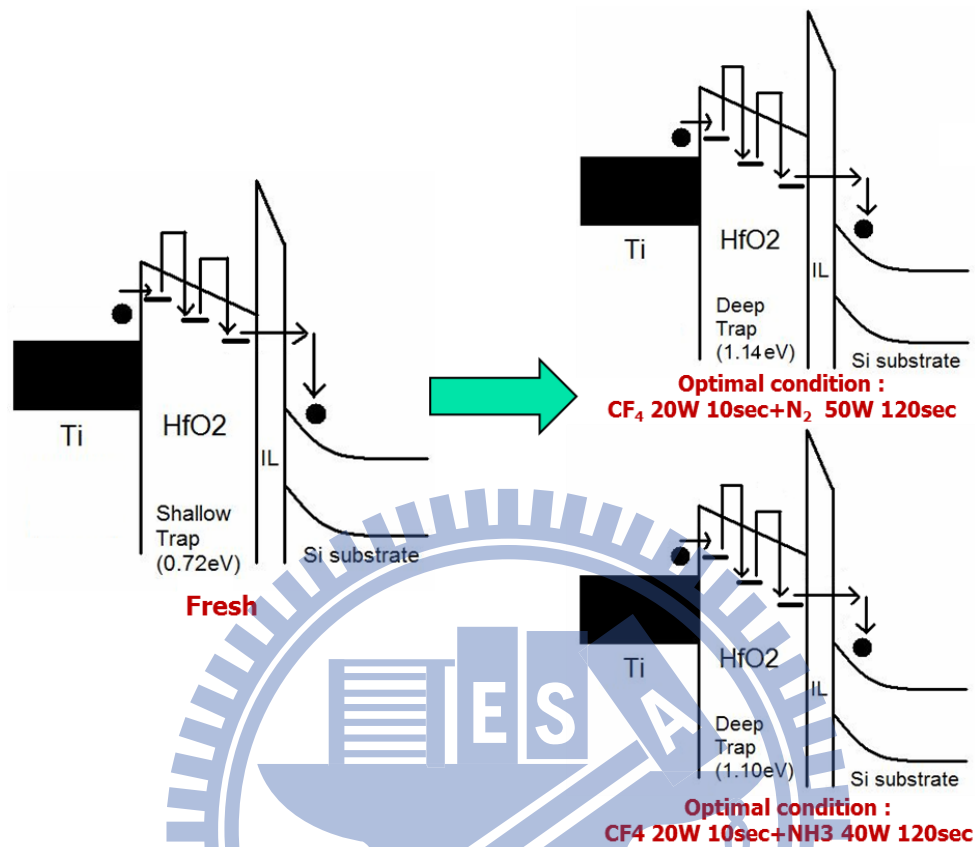 Ti
HfO2
IL
Shallow
Trap
(0.72eV)
Si substrate
Fresh
Ti
HfO2
IL
Deep
Trap
(1.14eV)
Si substrate
Optimal condition :
CF₄ 20W 10sec+N₂ 50W 120sec
Ti
HfO2
IL
Deep
Trap
(1.10eV)
Si substrate
Optimal condition :
CF4 20W 10sec+NH3 40W 120sec
ESA